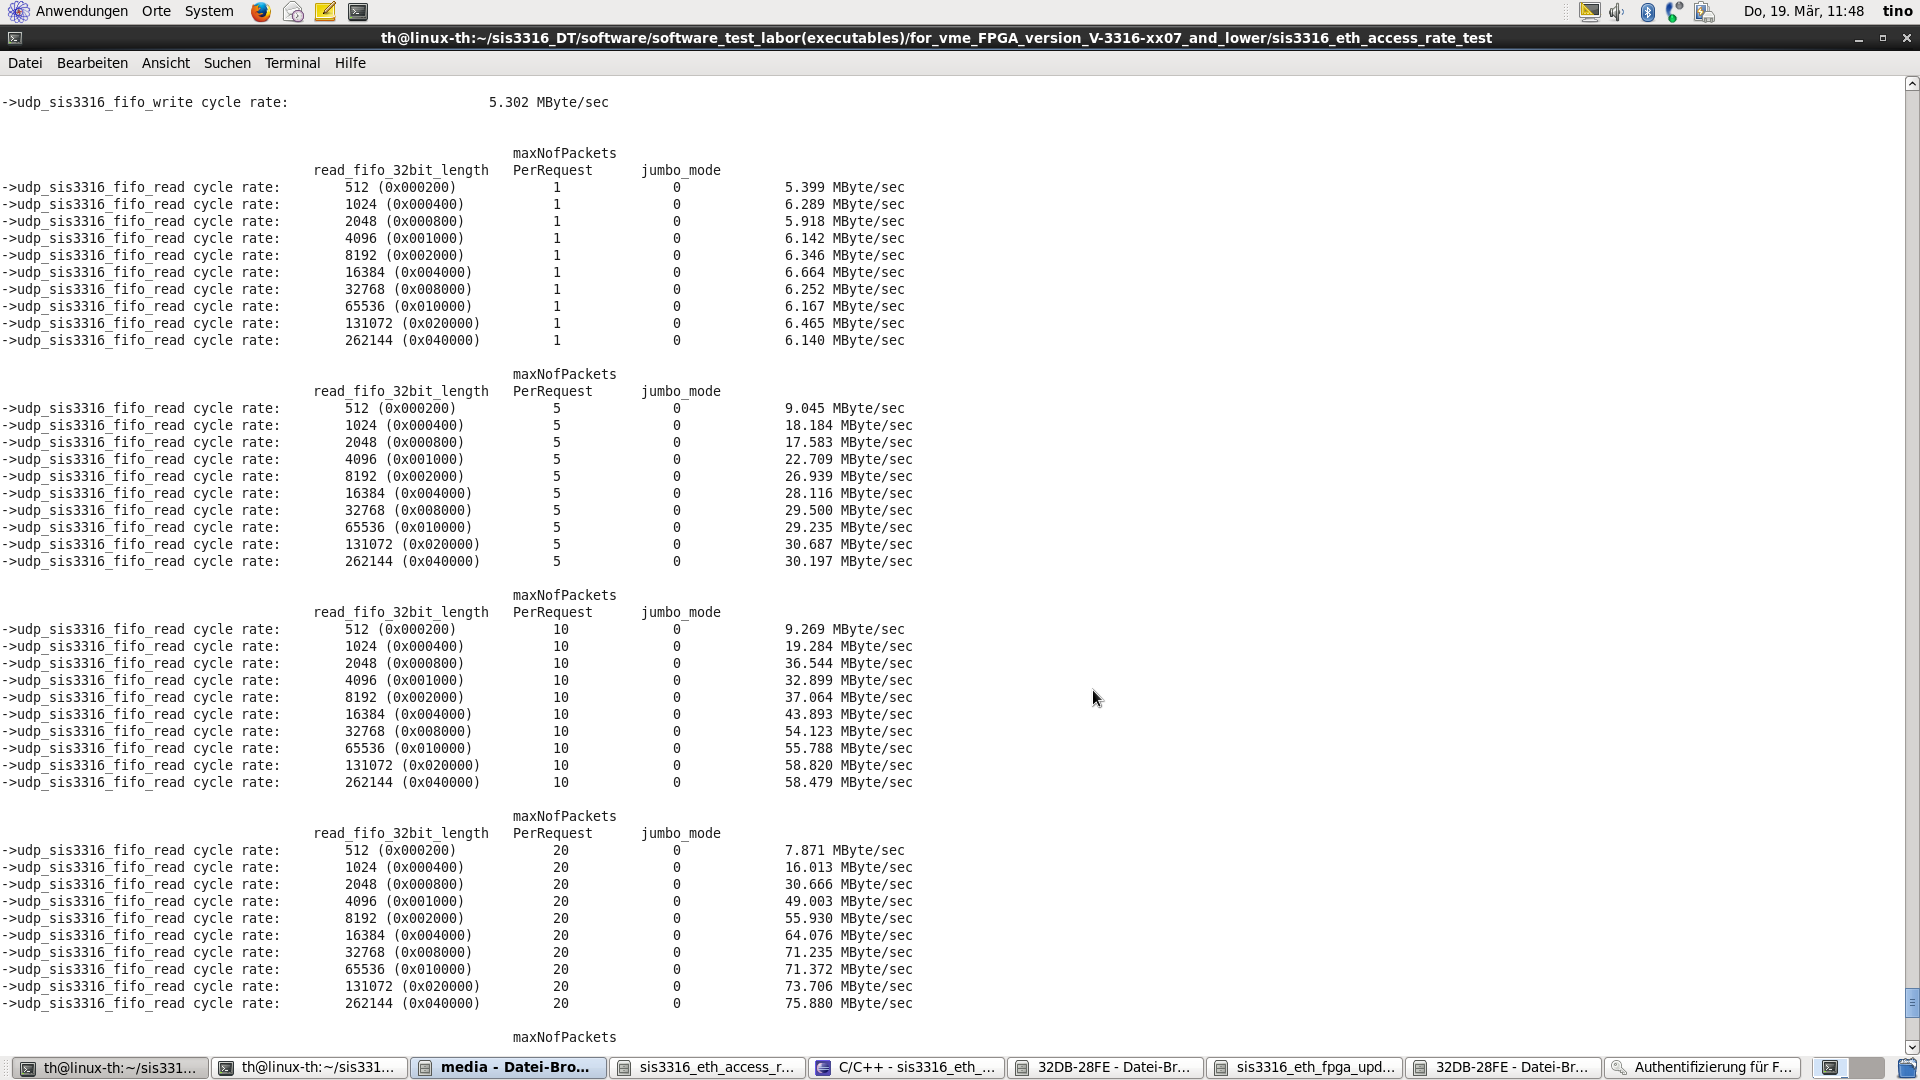 Anwendungen Orte System Do, 19. Mär, 11:48 tino
th@linux-th:~/sis3316_DT/software/software_test_labor(executables)/for_vme_FPGA_version_V-3316-xx07_and_lower/sis3316_eth_access_rate_test
Datei Bearbeiten Ansicht Suchen Terminal Hilfe
->udp_sis3316_fifo_write cycle rate: 5.302 MByte/sec
maxNofPackets
read_fifo_32bit_length PerRequest jumbo_mode
->udp_sis3316_fifo_read cycle rate: 512 (0x000200) 1 0 5.399 MByte/sec
->udp_sis3316_fifo_read cycle rate: 1024 (0x000400) 1 0 6.289 MByte/sec
->udp_sis3316_fifo_read cycle rate: 2048 (0x000800) 1 0 5.918 MByte/sec
->udp_sis3316_fifo_read cycle rate: 4096 (0x001000) 1 0 6.142 MByte/sec
->udp_sis3316_fifo_read cycle rate: 8192 (0x002000) 1 0 6.346 MByte/sec
->udp_sis3316_fifo_read cycle rate: 16384 (0x004000) 1 0 6.664 MByte/sec
->udp_sis3316_fifo_read cycle rate: 32768 (0x008000) 1 0 6.252 MByte/sec
->udp_sis3316_fifo_read cycle rate: 65536 (0x010000) 1 0 6.167 MByte/sec
->udp_sis3316_fifo_read cycle rate: 131072 (0x020000) 1 0 6.465 MByte/sec
->udp_sis3316_fifo_read cycle rate: 262144 (0x040000) 1 0 6.140 MByte/sec
maxNofPackets
read_fifo_32bit_length PerRequest jumbo_mode
->udp_sis3316_fifo_read cycle rate: 512 (0x000200) 5 0 9.045 MByte/sec
->udp_sis3316_fifo_read cycle rate: 1024 (0x000400) 5 0 18.184 MByte/sec
->udp_sis3316_fifo_read cycle rate: 2048 (0x000800) 5 0 17.583 MByte/sec
->udp_sis3316_fifo_read cycle rate: 4096 (0x001000) 5 0 22.709 MByte/sec
->udp_sis3316_fifo_read cycle rate: 8192 (0x002000) 5 0 26.939 MByte/sec
->udp_sis3316_fifo_read cycle rate: 16384 (0x004000) 5 0 28.116 MByte/sec
->udp_sis3316_fifo_read cycle rate: 32768 (0x008000) 5 0 29.500 MByte/sec
->udp_sis3316_fifo_read cycle rate: 65536 (0x010000) 5 0 29.235 MByte/sec
->udp_sis3316_fifo_read cycle rate: 131072 (0x020000) 5 0 30.687 MByte/sec
->udp_sis3316_fifo_read cycle rate: 262144 (0x040000) 5 0 30.197 MByte/sec
maxNofPackets
read_fifo_32bit_length PerRequest jumbo_mode
->udp_sis3316_fifo_read cycle rate: 512 (0x000200) 10 0 9.269 MByte/sec
->udp_sis3316_fifo_read cycle rate: 1024 (0x000400) 10 0 19.284 MByte/sec
->udp_sis3316_fifo_read cycle rate: 2048 (0x000800) 10 0 36.544 MByte/sec
->udp_sis3316_fifo_read cycle rate: 4096 (0x001000) 10 0 32.899 MByte/sec
->udp_sis3316_fifo_read cycle rate: 8192 (0x002000) 10 0 37.064 MByte/sec
->udp_sis3316_fifo_read cycle rate: 16384 (0x004000) 10 0 43.893 MByte/sec
->udp_sis3316_fifo_read cycle rate: 32768 (0x008000) 10 0 54.123 MByte/sec
->udp_sis3316_fifo_read cycle rate: 65536 (0x010000) 10 0 55.788 MByte/sec
->udp_sis3316_fifo_read cycle rate: 131072 (0x020000) 10 0 58.820 MByte/sec
->udp_sis3316_fifo_read cycle rate: 262144 (0x040000) 10 0 58.479 MByte/sec
maxNofPackets
read_fifo_32bit_length PerRequest jumbo_mode
->udp_sis3316_fifo_read cycle rate: 512 (0x000200) 20 0 7.871 MByte/sec
->udp_sis3316_fifo_read cycle rate: 1024 (0x000400) 20 0 16.013 MByte/sec
->udp_sis3316_fifo_read cycle rate: 2048 (0x000800) 20 0 30.666 MByte/sec
->udp_sis3316_fifo_read cycle rate: 4096 (0x001000) 20 0 49.003 MByte/sec
->udp_sis3316_fifo_read cycle rate: 8192 (0x002000) 20 0 55.930 MByte/sec
->udp_sis3316_fifo_read cycle rate: 16384 (0x004000) 20 0 64.076 MByte/sec
->udp_sis3316_fifo_read cycle rate: 32768 (0x008000) 20 0 71.235 MByte/sec
->udp_sis3316_fifo_read cycle rate: 65536 (0x010000) 20 0 71.372 MByte/sec
->udp_sis3316_fifo_read cycle rate: 131072 (0x020000) 20 0 73.706 MByte/sec
->udp_sis3316_fifo_read cycle rate: 262144 (0x040000) 20 0 75.880 MByte/sec
maxNofPackets
th@linux-th:~/sis331... th@linux-th:~/sis331... media - Datei-Bro... sis3316_eth_access_r... C/C++ - sis3316_eth_... 32DB-28FE - Datei-Br... sis3316_eth_fpga_upd... 32DB-28FE - Datei-Br... Authentifizierung für F...